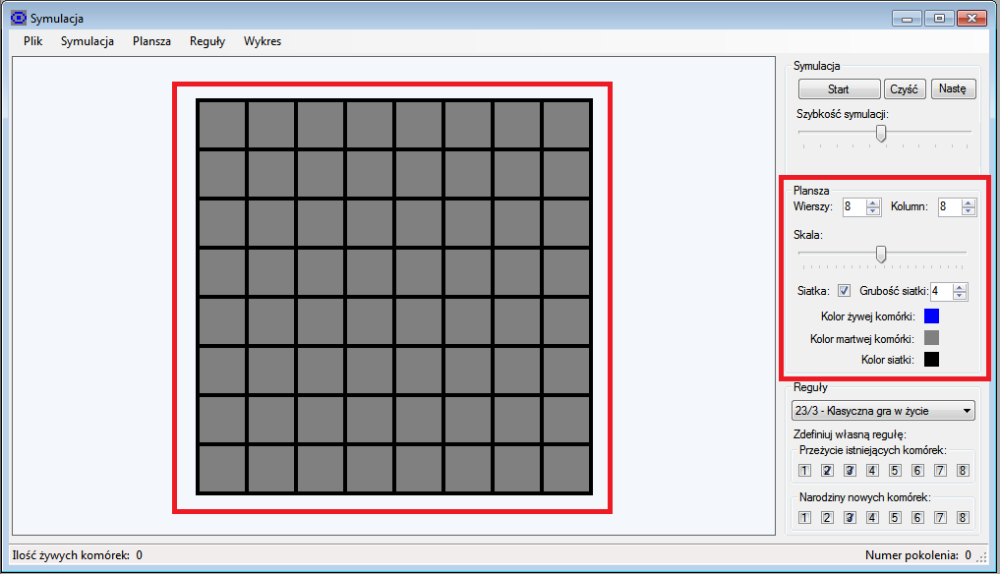 Symulacja
Plik Symulacja Plansza Reguły Wykres
Symulacja
Start Czyść Nastę
Szybkość symulacji:
Plansza
Wierszy: 8 Kolumn: 8
Skala:
Siatka: Grubość siatki: 4
Kolor żywej komórki:
Kolor martwej komórki:
Kolor siatki:
Reguły
23/3 - Klasyczna gra w życie
Zdefiniuj własną regułę:
Przeżycie istniejących komórek:
1 2 3 4 5 6 7 8
Narodziny nowych komórek:
1 2 3 4 5 6 7 8
Ilość żywych komórek: 0 Numer pokolenia: 0